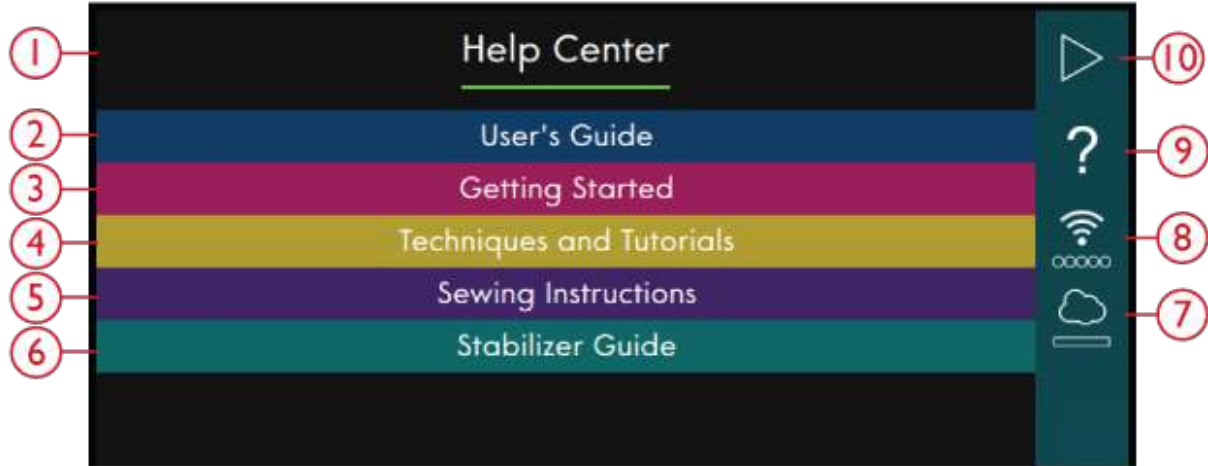 1
Help Center
10
2
User's Guide
?
9
3
Getting Started
4
Techniques and Tutorials
8
5
Sewing Instructions
7
6
Stabilizer Guide